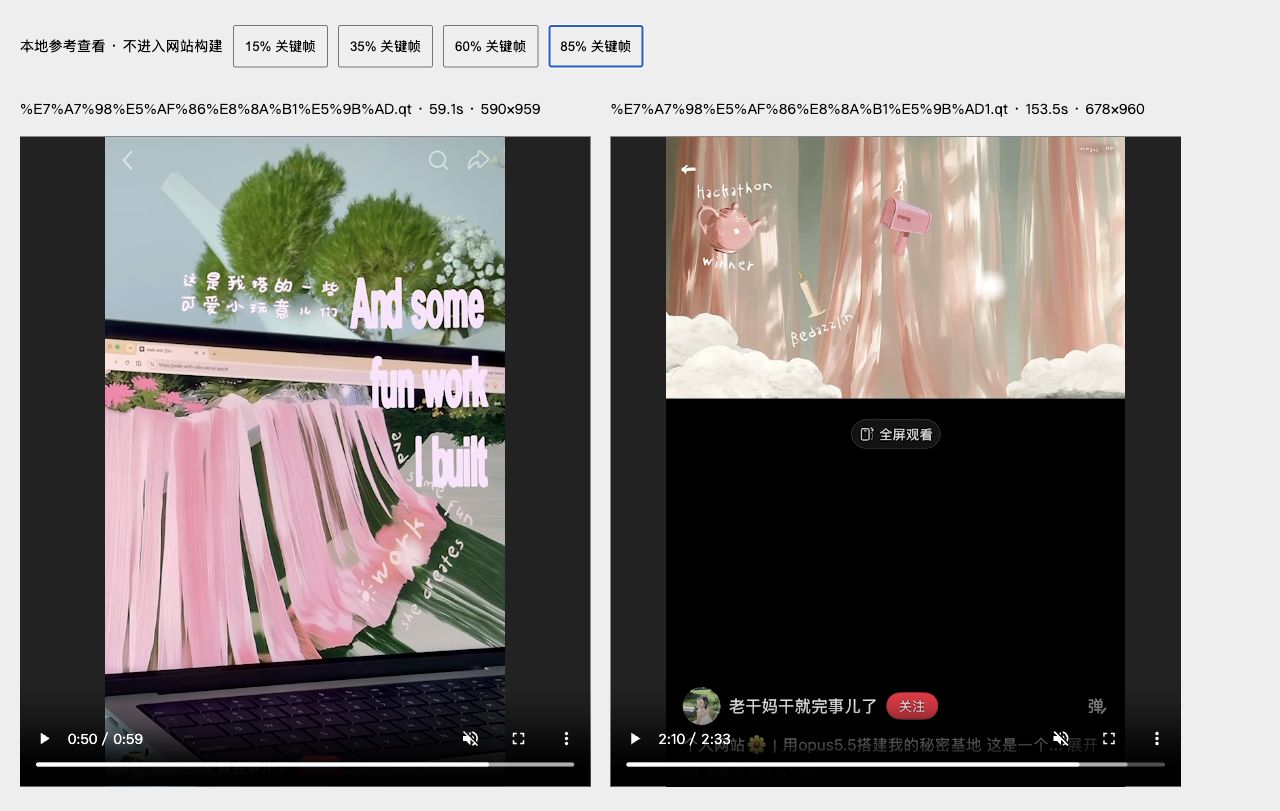 本地参考查看 · 不进入网站构建
15% 关键帧
35% 关键帧
60% 关键帧
85% 关键帧
%E7%A7%98%E5%AF%86%E8%8A%B1%E5%9B%AD.qt · 59.1s · 590×959
这是我搭的一些
可爱小玩意儿们
And some
fun work
I built
work
she creates
fun
0:50 / 0:59
%E7%A7%98%E5%AF%86%E8%8A%B1%E5%9B%AD1.qt · 153.5s · 678×960
music on
Hackathon
Winner
A
Bedazzlin
全屏观看
老干妈干就完事儿了
关注
弹
2:10 / 2:33
个人网站🌼 | 用opus5.5搭建我的秘密基地 这是一个... 展开